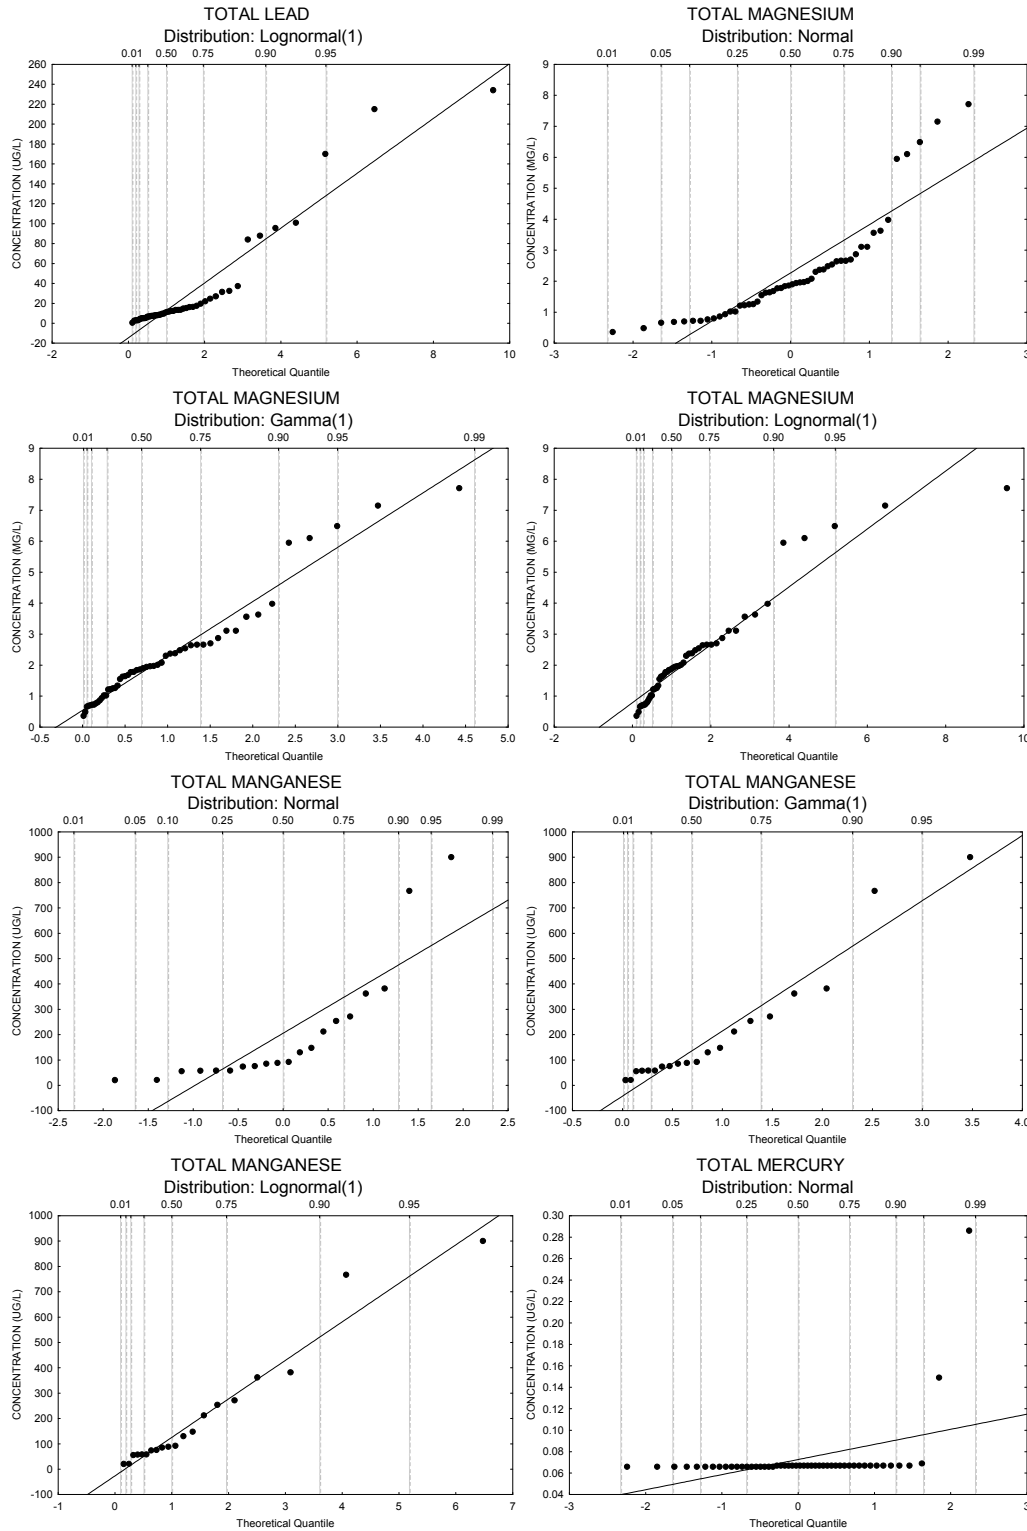 TOTAL LEAD
Distribution: Lognormal(1)
0.01 0.50 0.75 0.90 0.95
260
240
220
200
180
160
140
120
100
80
60
40
20
0
-20
CONCENTRATION (UG/L)
-2 0 2 4 6 8 10
Theoretical Quantile
TOTAL MAGNESIUM
Distribution: Normal
0.01 0.05 0.10 0.25 0.50 0.75 0.90 0.99
9
8
7
6
5
4
3
2
1
0
CONCENTRATION (MG/L)
-3 -2 -1 0 1 2 3
Theoretical Quantile
TOTAL MAGNESIUM
Distribution: Gamma(1)
0.01 0.50 0.75 0.90 0.95 0.99
9
8
7
6
5
4
3
2
1
0
CONCENTRATION (MG/L)
-0.5 0.0 0.5 1.0 1.5 2.0 2.5 3.0 3.5 4.0 4.5 5.0
Theoretical Quantile
TOTAL MAGNESIUM
Distribution: Lognormal(1)
0.01 0.50 0.75 0.90 0.95
9
8
7
6
5
4
3
2
1
0
CONCENTRATION (MG/L)
-2 0 2 4 6 8 10
Theoretical Quantile
TOTAL MANGANESE
Distribution: Normal
0.01 0.05 0.10 0.25 0.50 0.75 0.90 0.95 0.99
1000
900
800
700
600
500
400
300
200
100
0
-100
CONCENTRATION (UG/L)
-2.5 -2.0 -1.5 -1.0 -0.5 0.0 0.5 1.0 1.5 2.0 2.5
Theoretical Quantile
TOTAL MANGANESE
Distribution: Gamma(1)
0.01 0.50 0.75 0.90 0.95
1000
900
800
700
600
500
400
300
200
100
0
-100
CONCENTRATION (UG/L)
-0.5 0.0 0.5 1.0 1.5 2.0 2.5 3.0 3.5 4.0
Theoretical Quantile
TOTAL MANGANESE
Distribution: Lognormal(1)
0.01 0.50 0.75 0.90 0.95
1000
900
800
700
600
500
400
300
200
100
0
-100
CONCENTRATION (UG/L)
-1 0 1 2 3 4 5 6 7
Theoretical Quantile
TOTAL MERCURY
Distribution: Normal
0.01 0.05 0.10 0.25 0.50 0.75 0.90 0.99
0.30
0.28
0.26
0.24
0.22
0.20
0.18
0.16
0.14
0.12
0.10
0.08
0.06
0.04
CONCENTRATION (UG/L)
-3 -2 -1 0 1 2 3
Theoretical Quantile